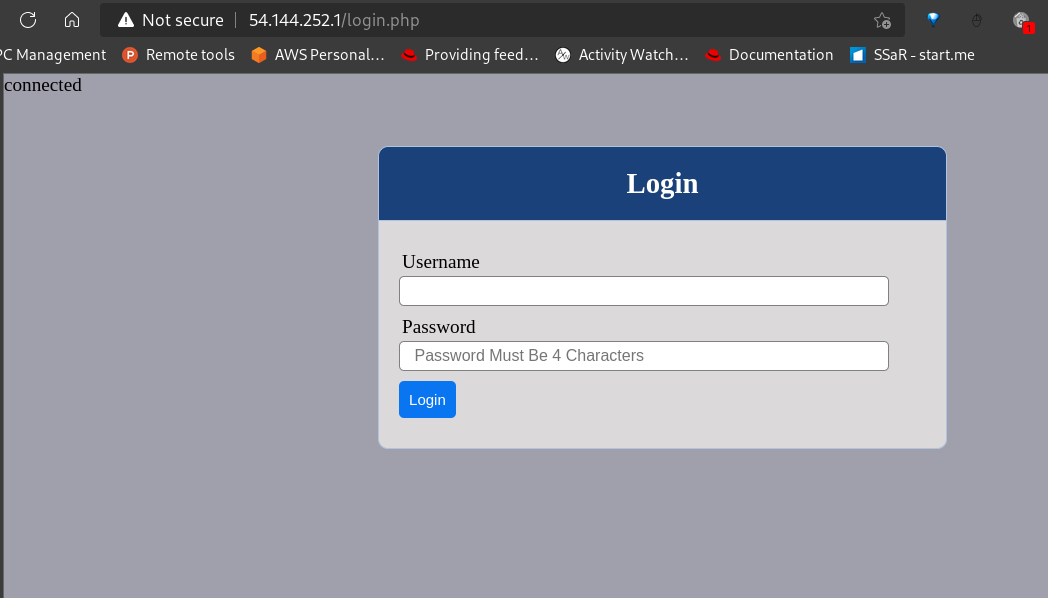 Not secure 54.144.252.1/login.php
PC Management Remote tools AWS Personal... Providing feed... Activity Watch... Documentation SSaR - start.me
connected
Login
Username
Password
Password Must Be 4 Characters
Login